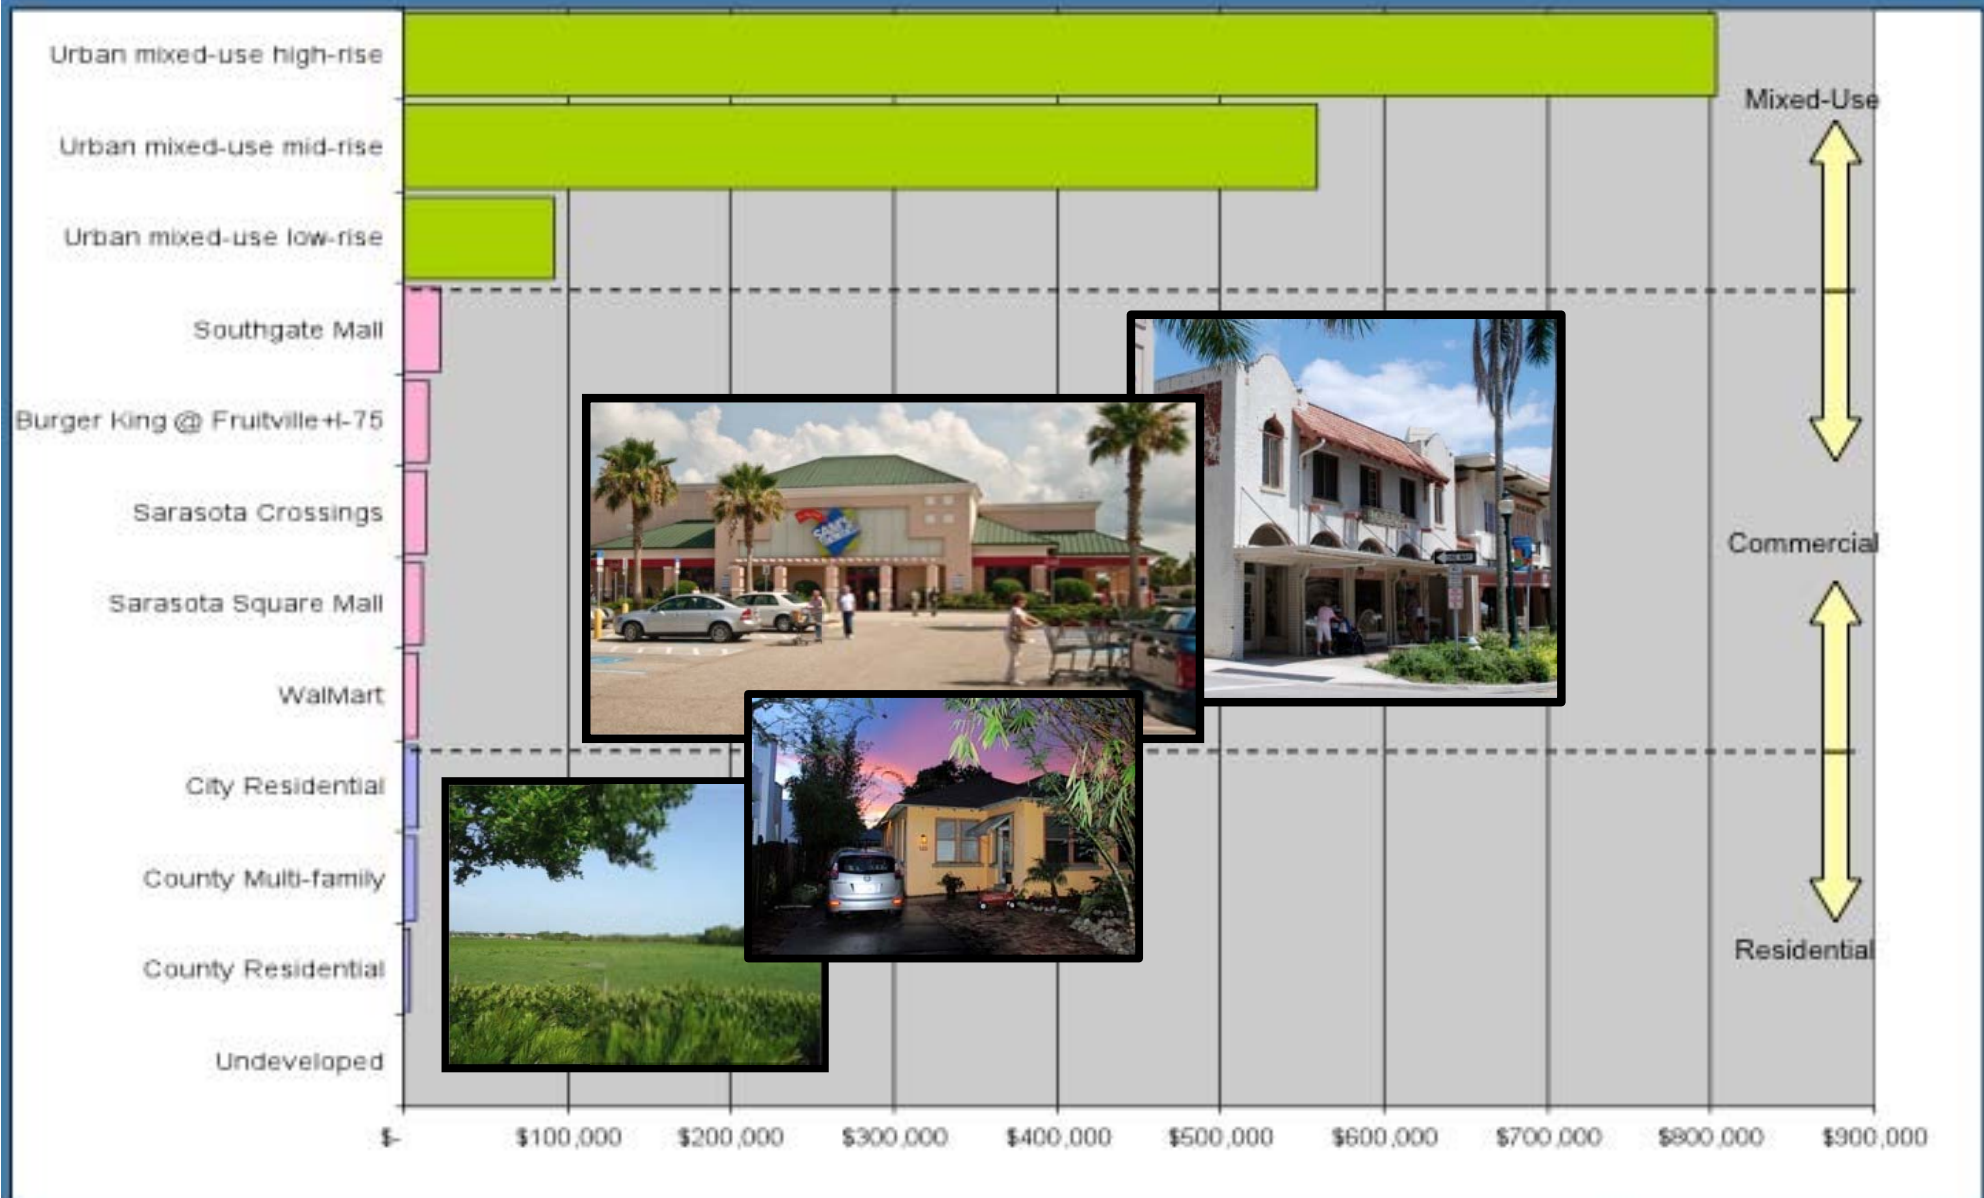 Urban mixed-use high-rise
Mixed-Use
Urban mixed-use mid-rise
Urban mixed-use low-rise
Southgate Mall
Burger King @ Fruitville+I-75
Sarasota Crossings
Commercial
Sarasota Square Mall
WalMart
City Residential
County Multi-family
Residential
County Residential
Undeveloped
$- $100,000 $200,000 $300,000 $400,000 $500,000 $600,000 $700,000 $800,000 $900,000